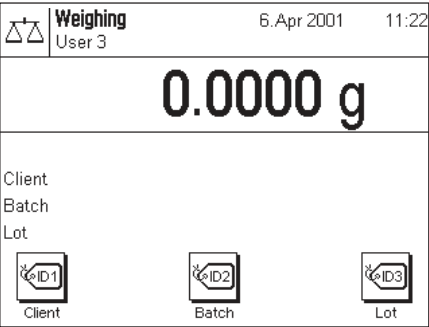 Weighing 6.Apr 2001 11:22
User 3
0.0000 g
Client
Batch
Lot
ID1 ID2 ID3
Client Batch Lot